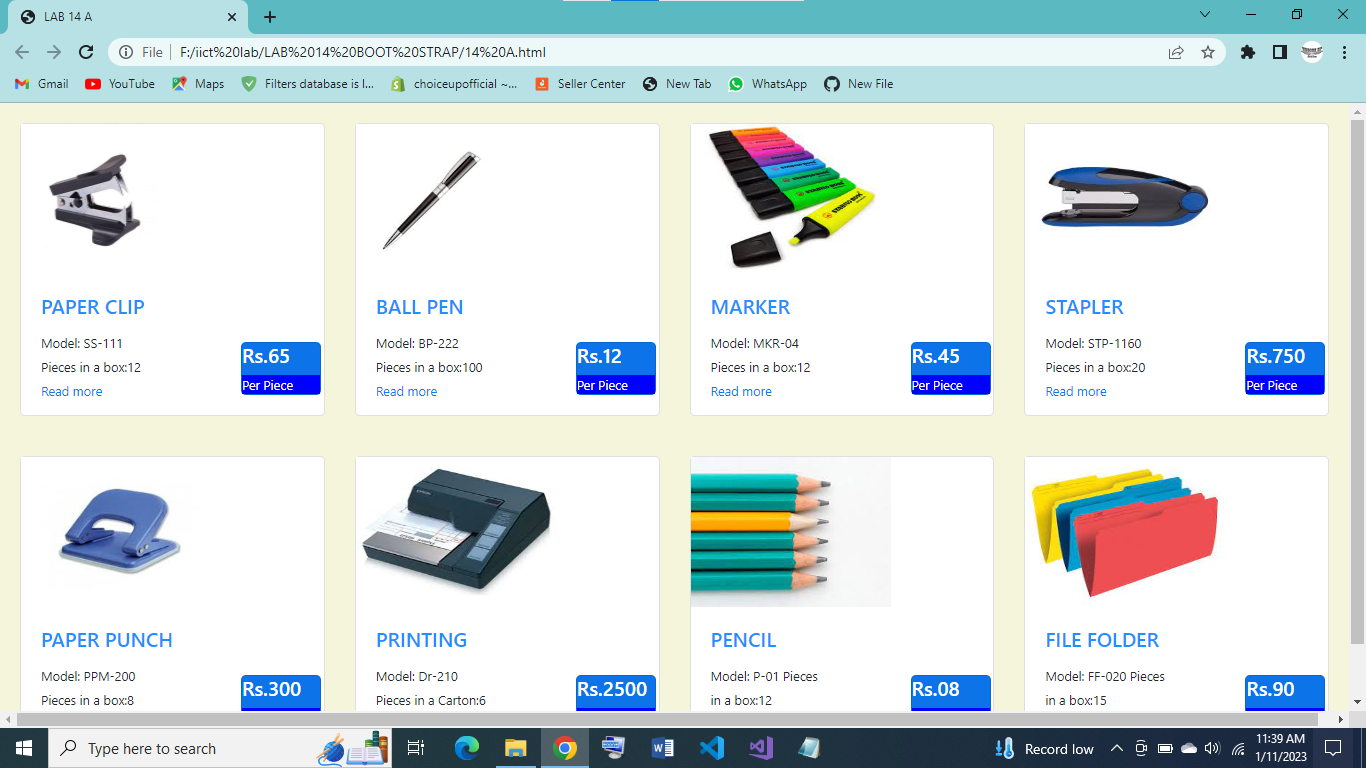 LAB 14 A
File
F:/iict%20lab/LAB%2014%20BOOT%20STRAP/14%20A.html
Gmail
YouTube
Maps
Filters database is l...
choiceupofficial ~...
Seller Center
New Tab
WhatsApp
New File
PAPER CLIP
Model: SS-111
Pieces in a box:12
Read more
Rs.65
Per Piece
BALL PEN
Model: BP-222
Pieces in a box:100
Read more
Rs.12
Per Piece
MARKER
Model: MKR-04
Pieces in a box:12
Read more
Rs.45
Per Piece
STAPLER
Model: STP-1160
Pieces in a box:20
Read more
Rs.750
Per Piece
PAPER PUNCH
Model: PPM-200
Pieces in a box:8
Rs.300
EPSON
PRINTING
Model: Dr-210
Pieces in a Carton:6
Rs.2500
PENCIL
Model: P-01 Pieces
in a box:12
Rs.08
FILE FOLDER
Model: FF-020 Pieces
in a box:15
Rs.90
Type here to search
Record low
11:39 AM
1/11/2023